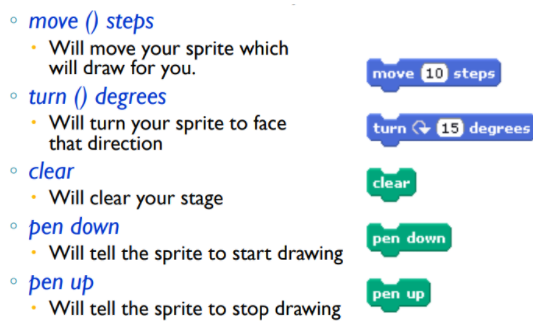 move () steps
Will move your sprite which
will draw for you.
move 10 steps
turn () degrees
Will turn your sprite to face
that direction
turn 15 degrees
clear
Will clear your stage
clear
pen down
Will tell the sprite to start drawing
pen down
pen up
Will tell the sprite to stop drawing
pen up